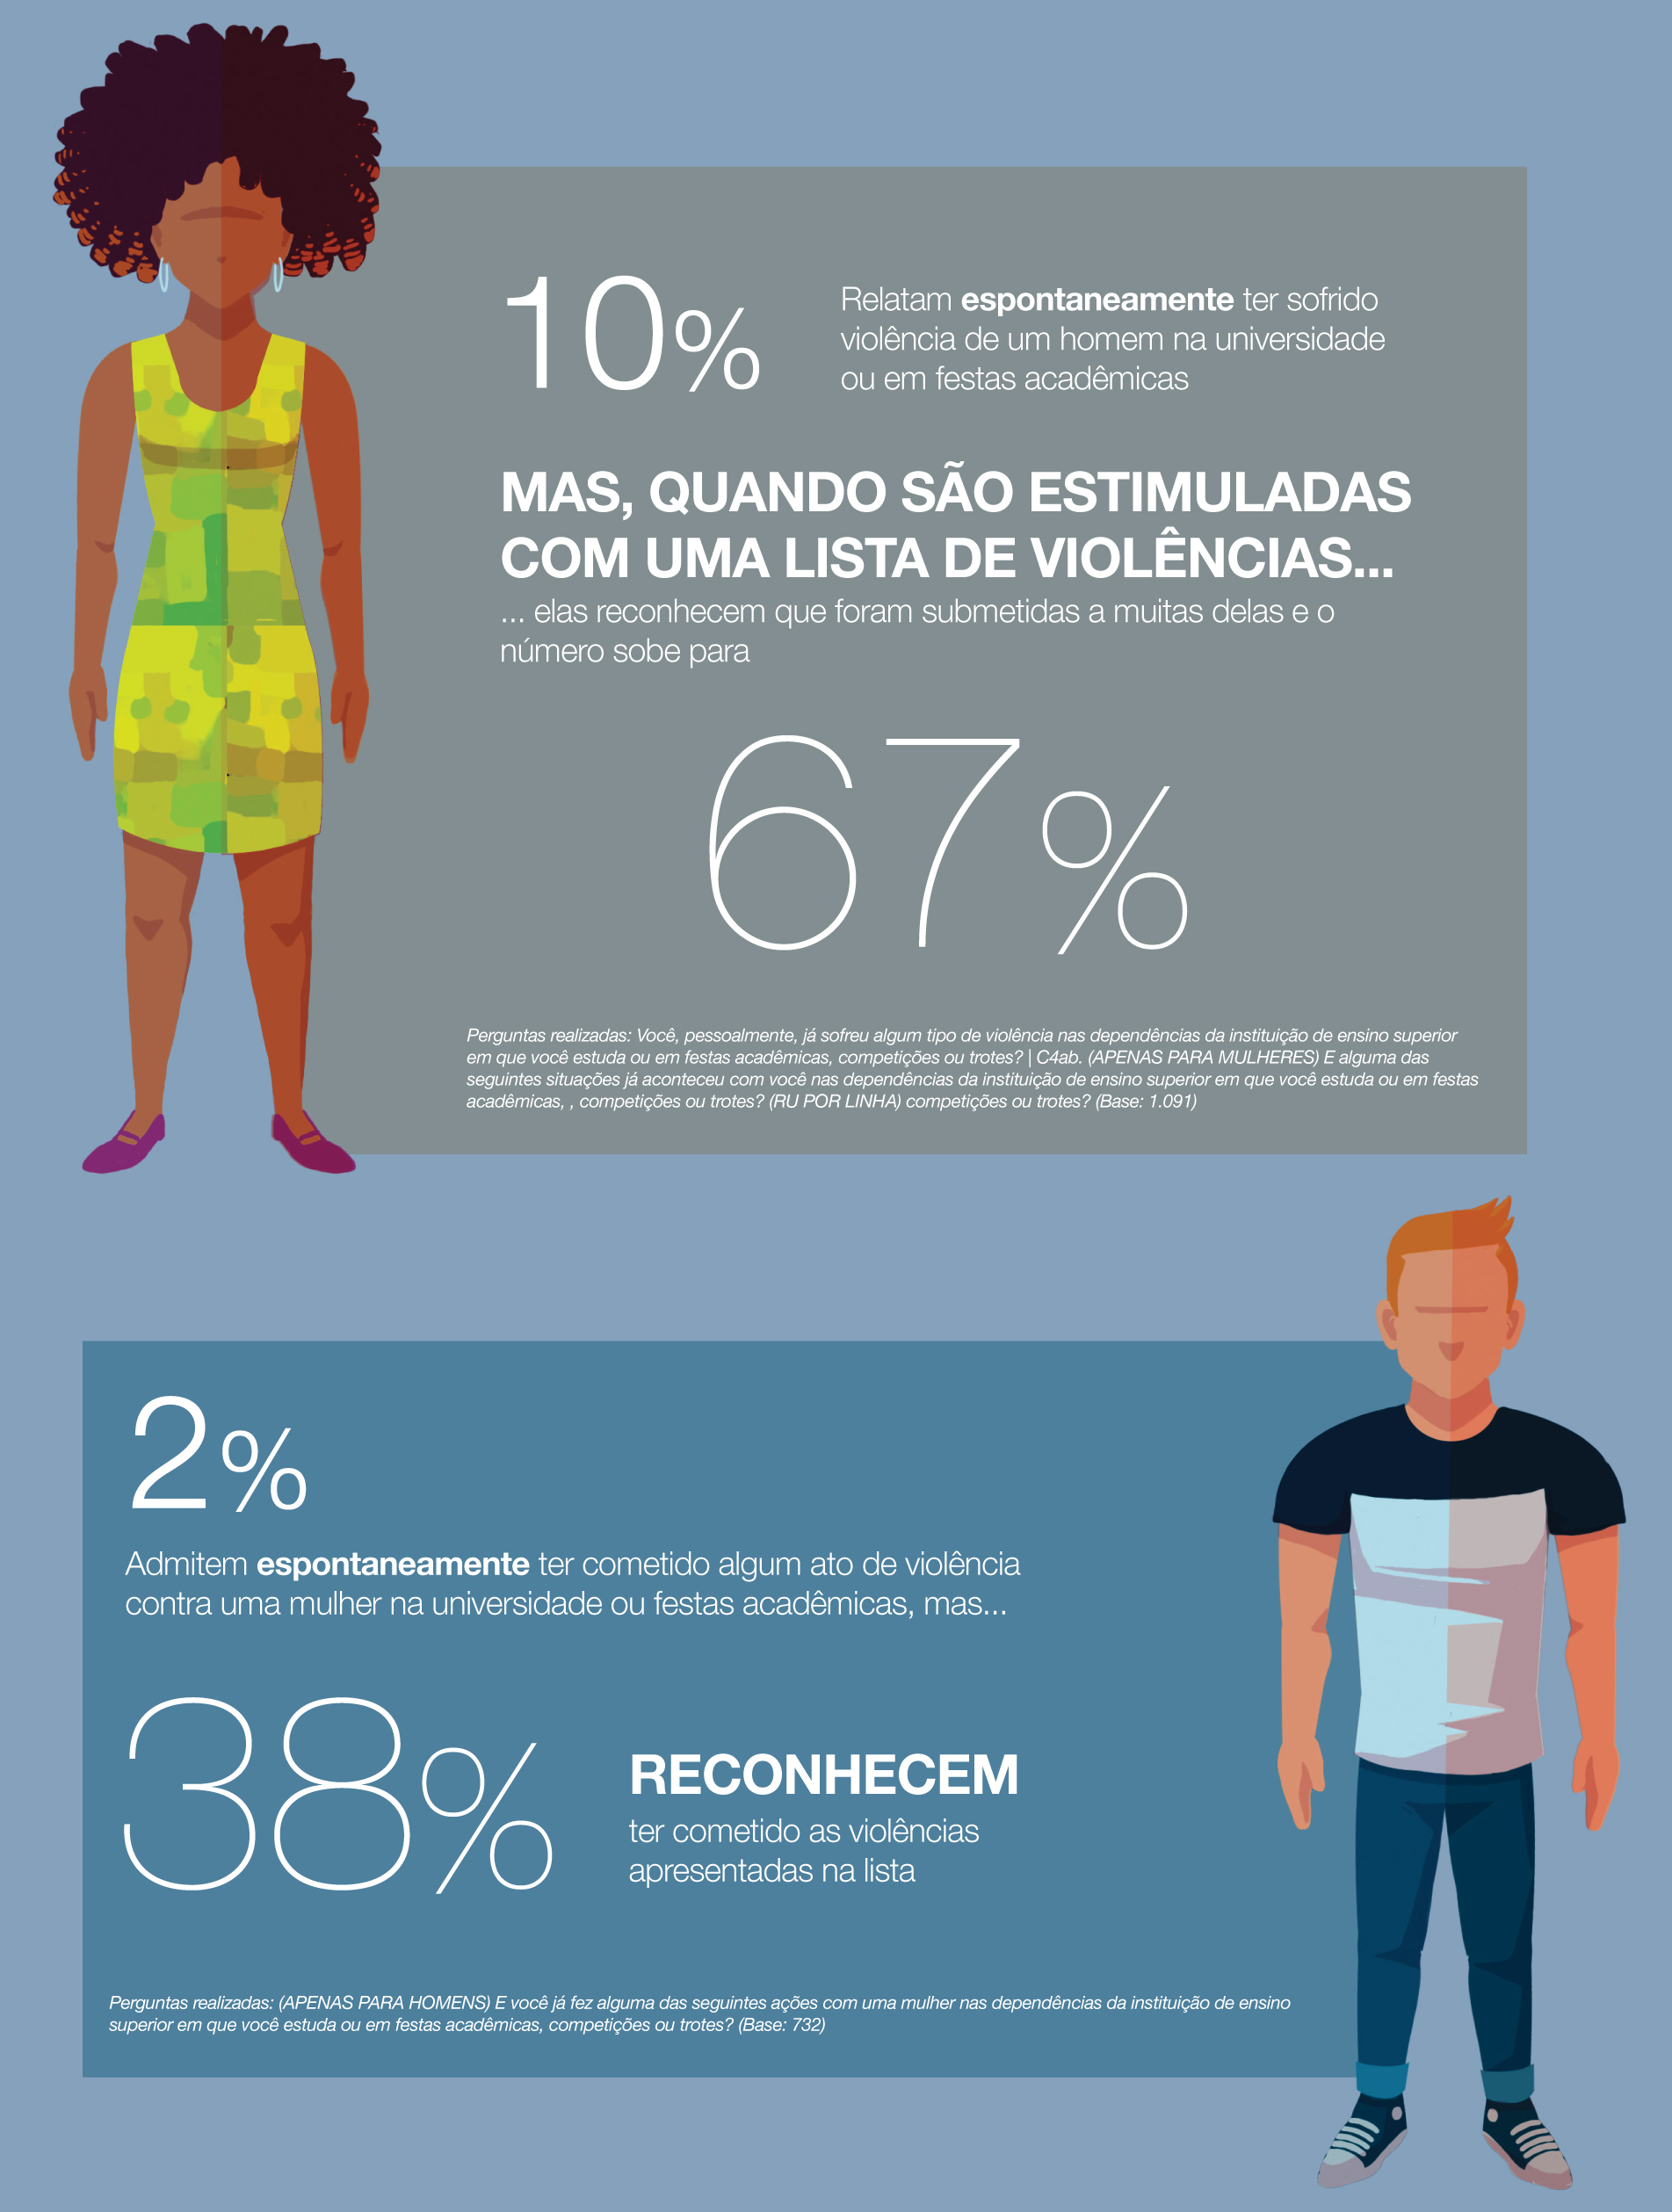 10%
Relatam espontaneamente ter sofrido
violência de um homem na universidade
ou em festas acadêmicas
MAS, QUANDO SÃO ESTIMULADAS
COM UMA LISTA DE VIOLÊNCIAS...
... elas reconhecem que foram submetidas a muitas delas e o
número sobe para
67%
Perguntas realizadas: Você, pessoalmente, já sofreu algum tipo de violência nas dependências da instituição de ensino superior
em que você estuda ou em festas acadêmicas, competições ou trotes? | C4ab. (APENAS PARA MULHERES) E alguma das
seguintes situações já aconteceu com você nas dependências da instituição de ensino superior em que você estuda ou em festas
acadêmicas, , competições ou trotes? (RU POR LINHA) competições ou trotes? (Base: 1.091)
2%
Admitem espontaneamente ter cometido algum ato de violência
contra uma mulher na universidade ou festas acadêmicas, mas...
38%
RECONHECEM
ter cometido as violências
apresentadas na lista
Perguntas realizadas: (APENAS PARA HOMENS) E você já fez alguma das seguintes ações com uma mulher nas dependências da instituição de ensino
superior em que você estuda ou em festas acadêmicas, competições ou trotes? (Base: 732)